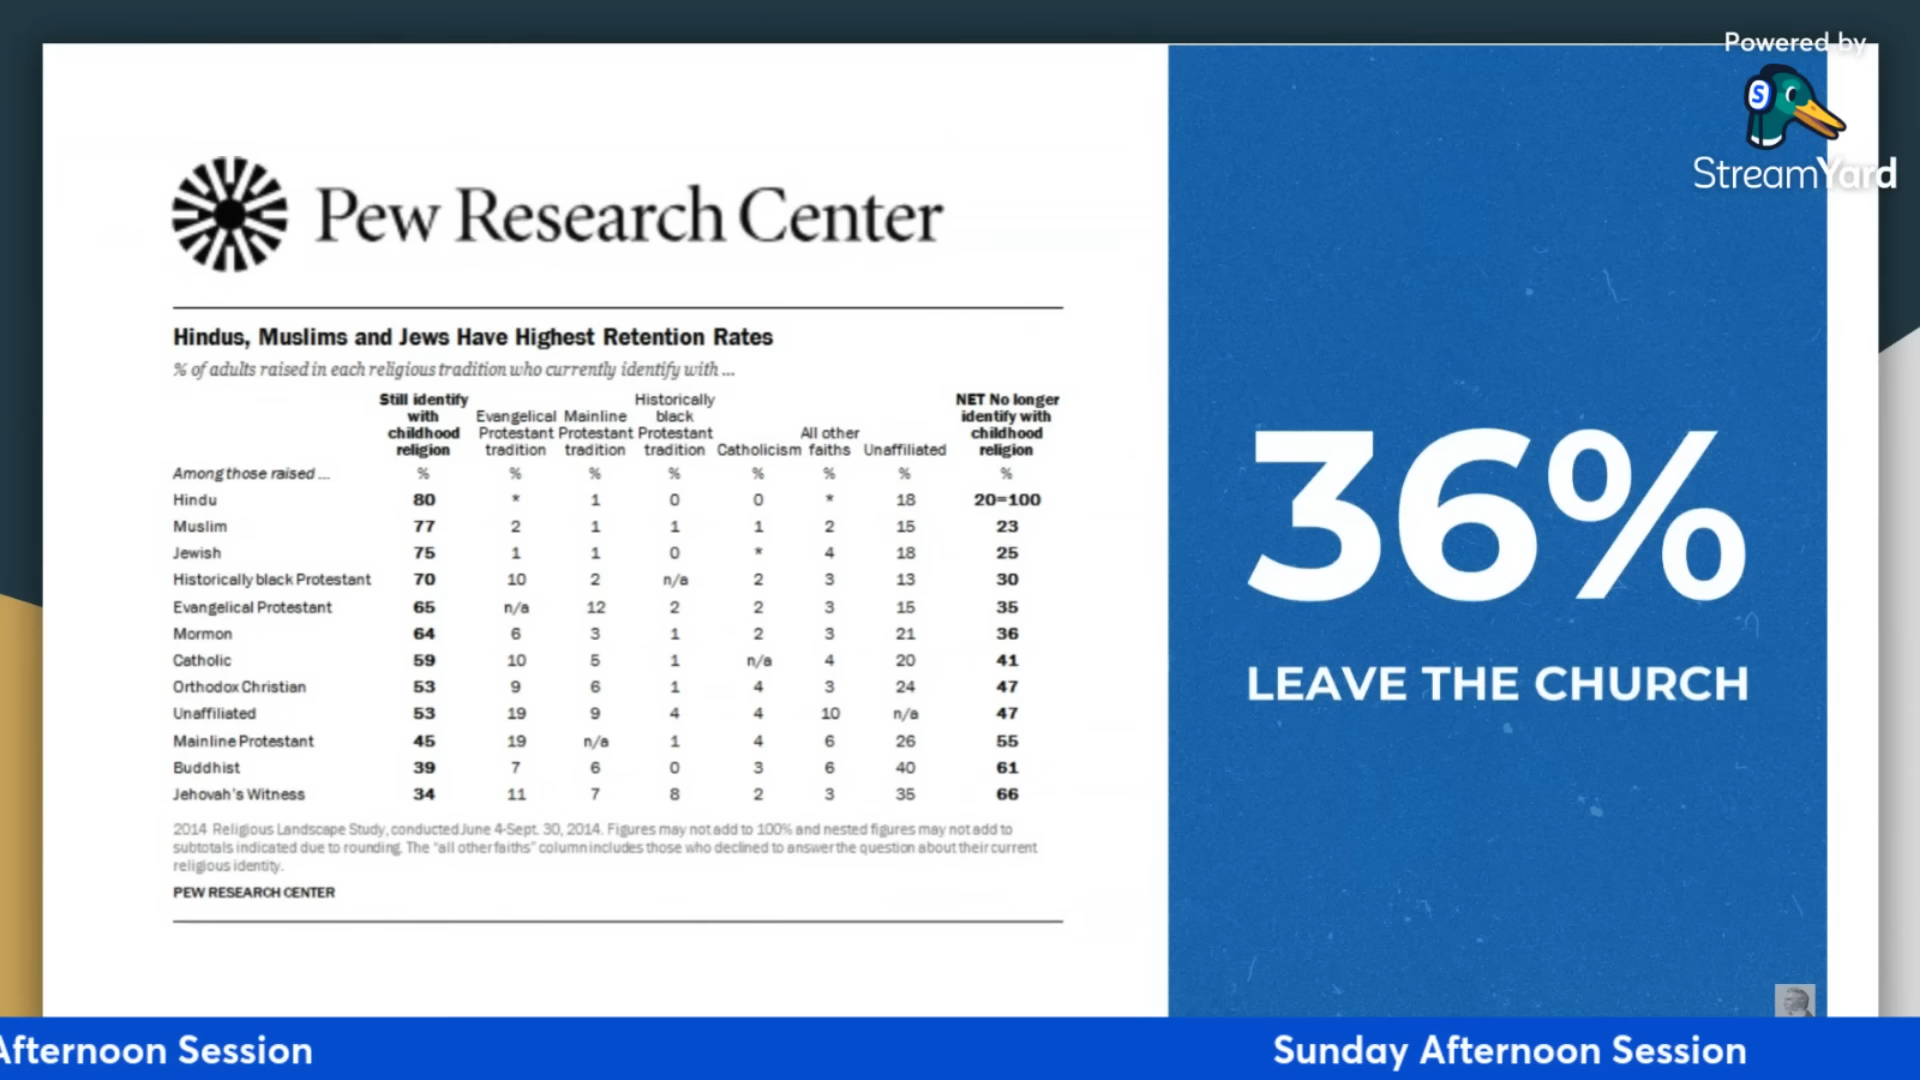 Powered by
StreamYard
Pew Research Center
Hindus, Muslims and Jews Have Highest Retention Rates
% of adults raised in each religious tradition who currently identify with ...
Still identify with childhood religion Evangelical Protestant tradition Mainline Protestant tradition Historically black Protestant tradition Catholicism All other faiths Unaffiliated NET No longer identify with childhood religion
Among those raised ... % % % % % % % %
Hindu 80 * 1 0 0 * 18 20=100
Muslim 77 2 1 1 1 2 15 23
Jewish 75 1 1 0 * 4 18 25
Historically black Protestant 70 10 2 n/a 2 3 13 30
Evangelical Protestant 65 n/a 12 2 2 3 15 35
Mormon 64 6 3 1 2 3 21 36
Catholic 59 10 5 1 n/a 4 20 41
Orthodox Christian 53 9 6 1 4 3 24 47
Unaffiliated 53 19 9 4 4 10 n/a 47
Mainline Protestant 45 19 n/a 1 4 6 26 55
Buddhist 39 7 6 0 3 6 40 61
Jehovah's Witness 34 11 7 8 2 3 35 66
2014 Religious Landscape Study, conducted June 4-Sept. 30, 2014. Figures may not add to 100% and nested figures may not add to
subtotals indicated due to rounding. The "all other faiths" column includes those who declined to answer the question about their current
religious identity.
PEW RESEARCH CENTER
36%
LEAVE THE CHURCH
Afternoon Session
Sunday Afternoon Session